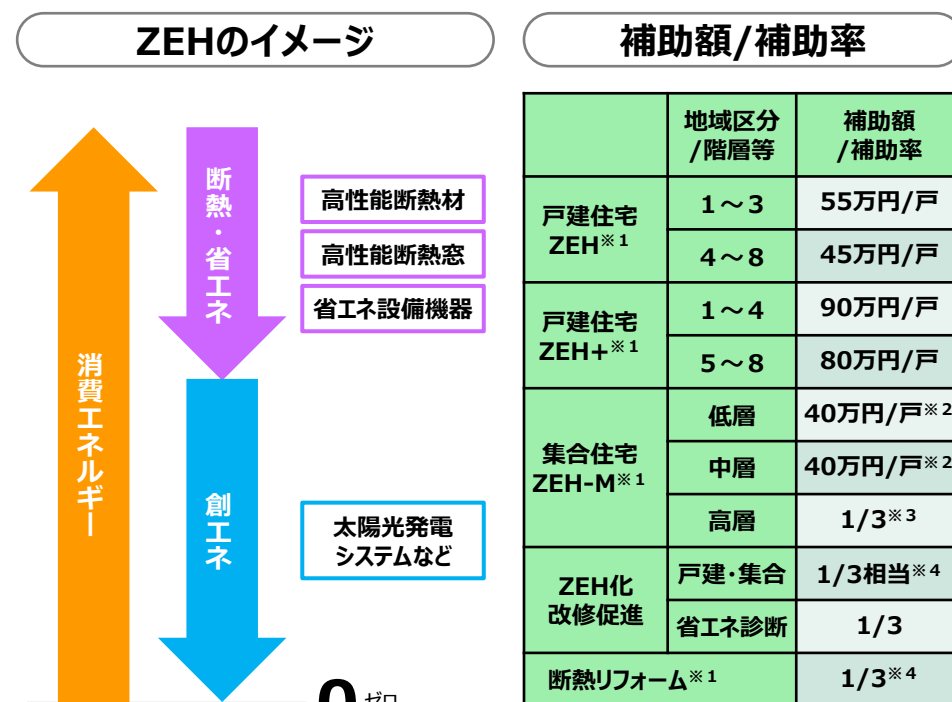 ZEHのイメージ
断熱・省エネ
高性能断熱材
高性能断熱窓
省エネ設備機器
消費エネルギー
創エネ
太陽光発電
システムなど
0 ゼロ
補助額/補助率
地域区分
/階層等
補助額
/補助率
戸建住宅
ZEH※1
1～3
55万円/戸
4～8
45万円/戸
戸建住宅
ZEH+※1
1～4
90万円/戸
5～8
80万円/戸
集合住宅
ZEH-M※1
低層
40万円/戸※2
中層
40万円/戸※2
高層
1/3※3
ZEH化
改修促進
戸建・集合
1/3相当※4
省エネ診断
1/3
断熱リフォーム※1
1/3※4